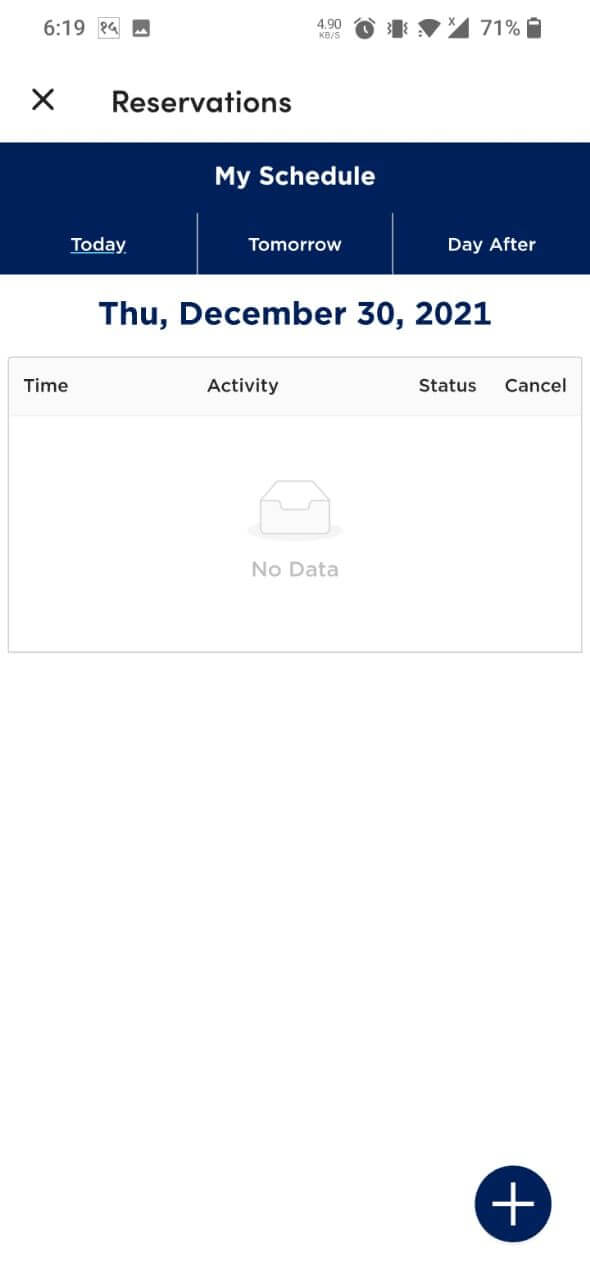 6:19 4.90 KB/S x 71%
Reservations
My Schedule
Today Tomorrow Day After
Thu, December 30, 2021
Time Activity Status Cancel
No Data